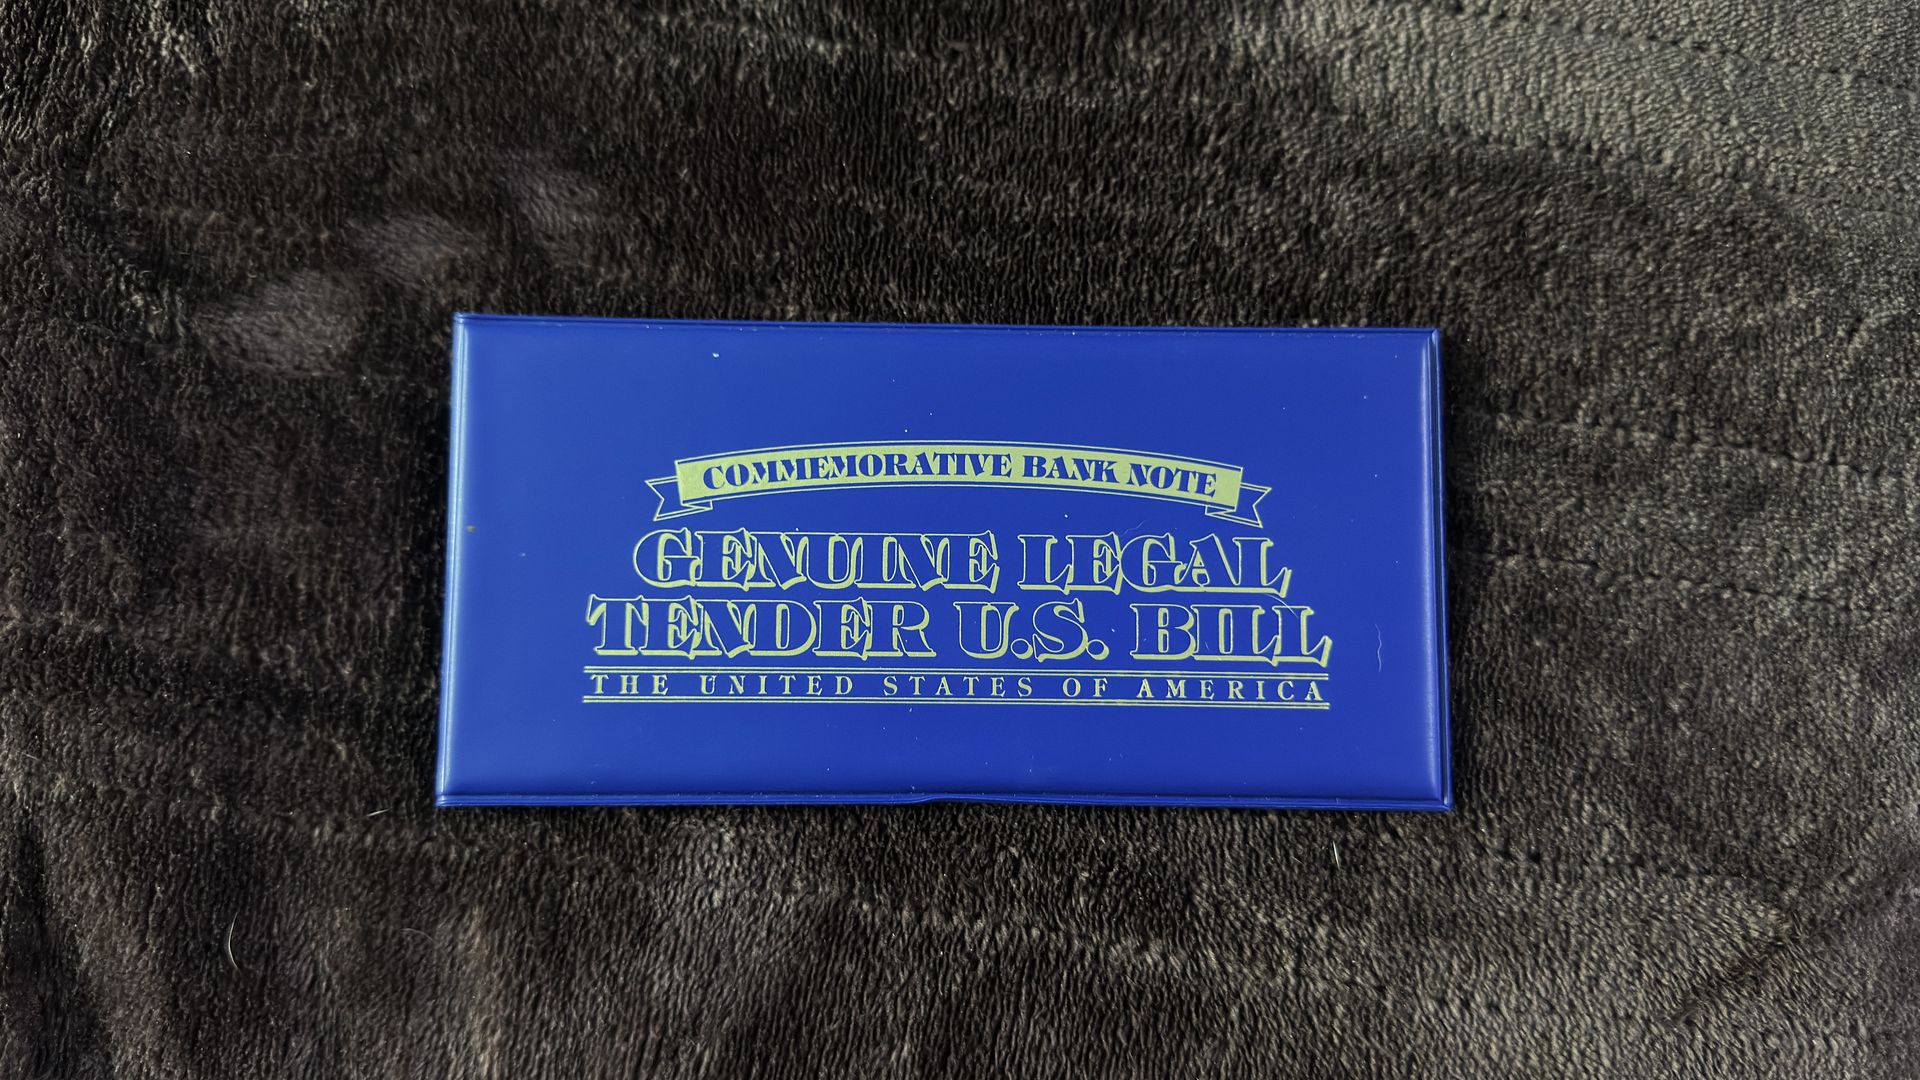 COMMEMORATIVE BANK NOTE
GENUINE LEGAL
TENDER U.S. BILL
THE UNITED STATES OF AMERICA